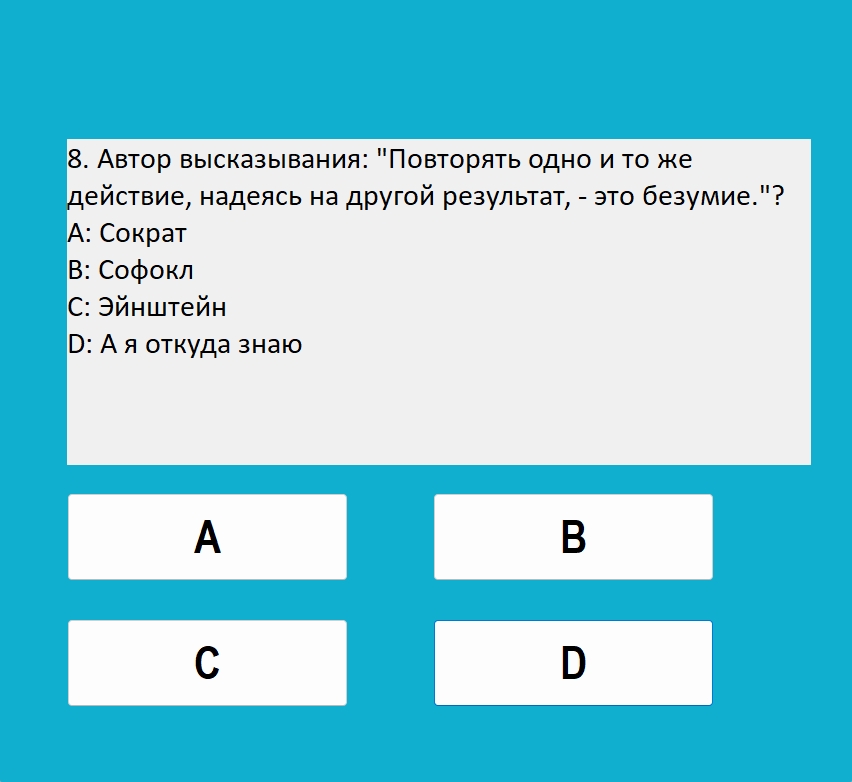 8. Автор высказывания: "Повторять одно и то же
действие, надеясь на другой результат, - это безумие."?
A: Сократ
B: Софокл
C: Эйнштейн
D: А я откуда знаю
A
B
C
D